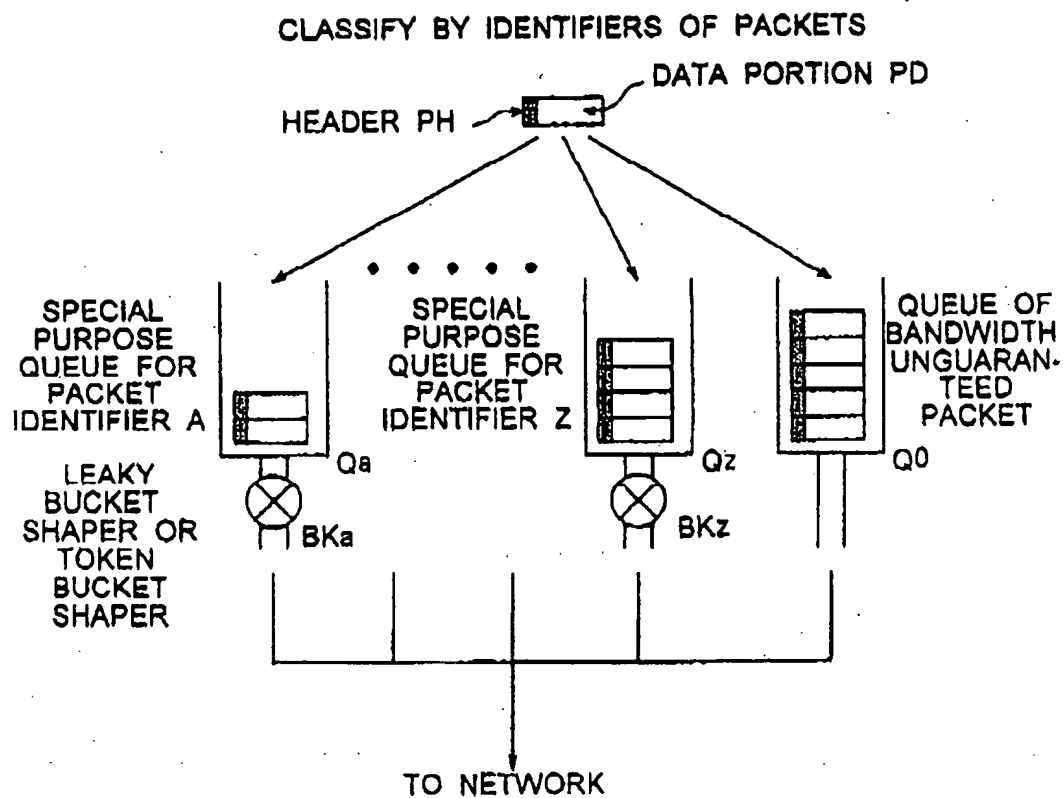 CLASSIFY BY IDENTIFIERS OF PACKETS
DATA PORTION PD
HEADER PH
SPECIAL
PURPOSE
QUEUE FOR
PACKET
IDENTIFIER A
SPECIAL
PURPOSE
QUEUE FOR
PACKET
IDENTIFIER Z
QUEUE OF
BANDWIDTH
UNGUARAN-
TEED
PACKET
Qa
Qz
Q0
LEAKY
BUCKET
SHAPER OR
TOKEN
BUCKET
SHAPER
BKa
BKz
TO NETWORK